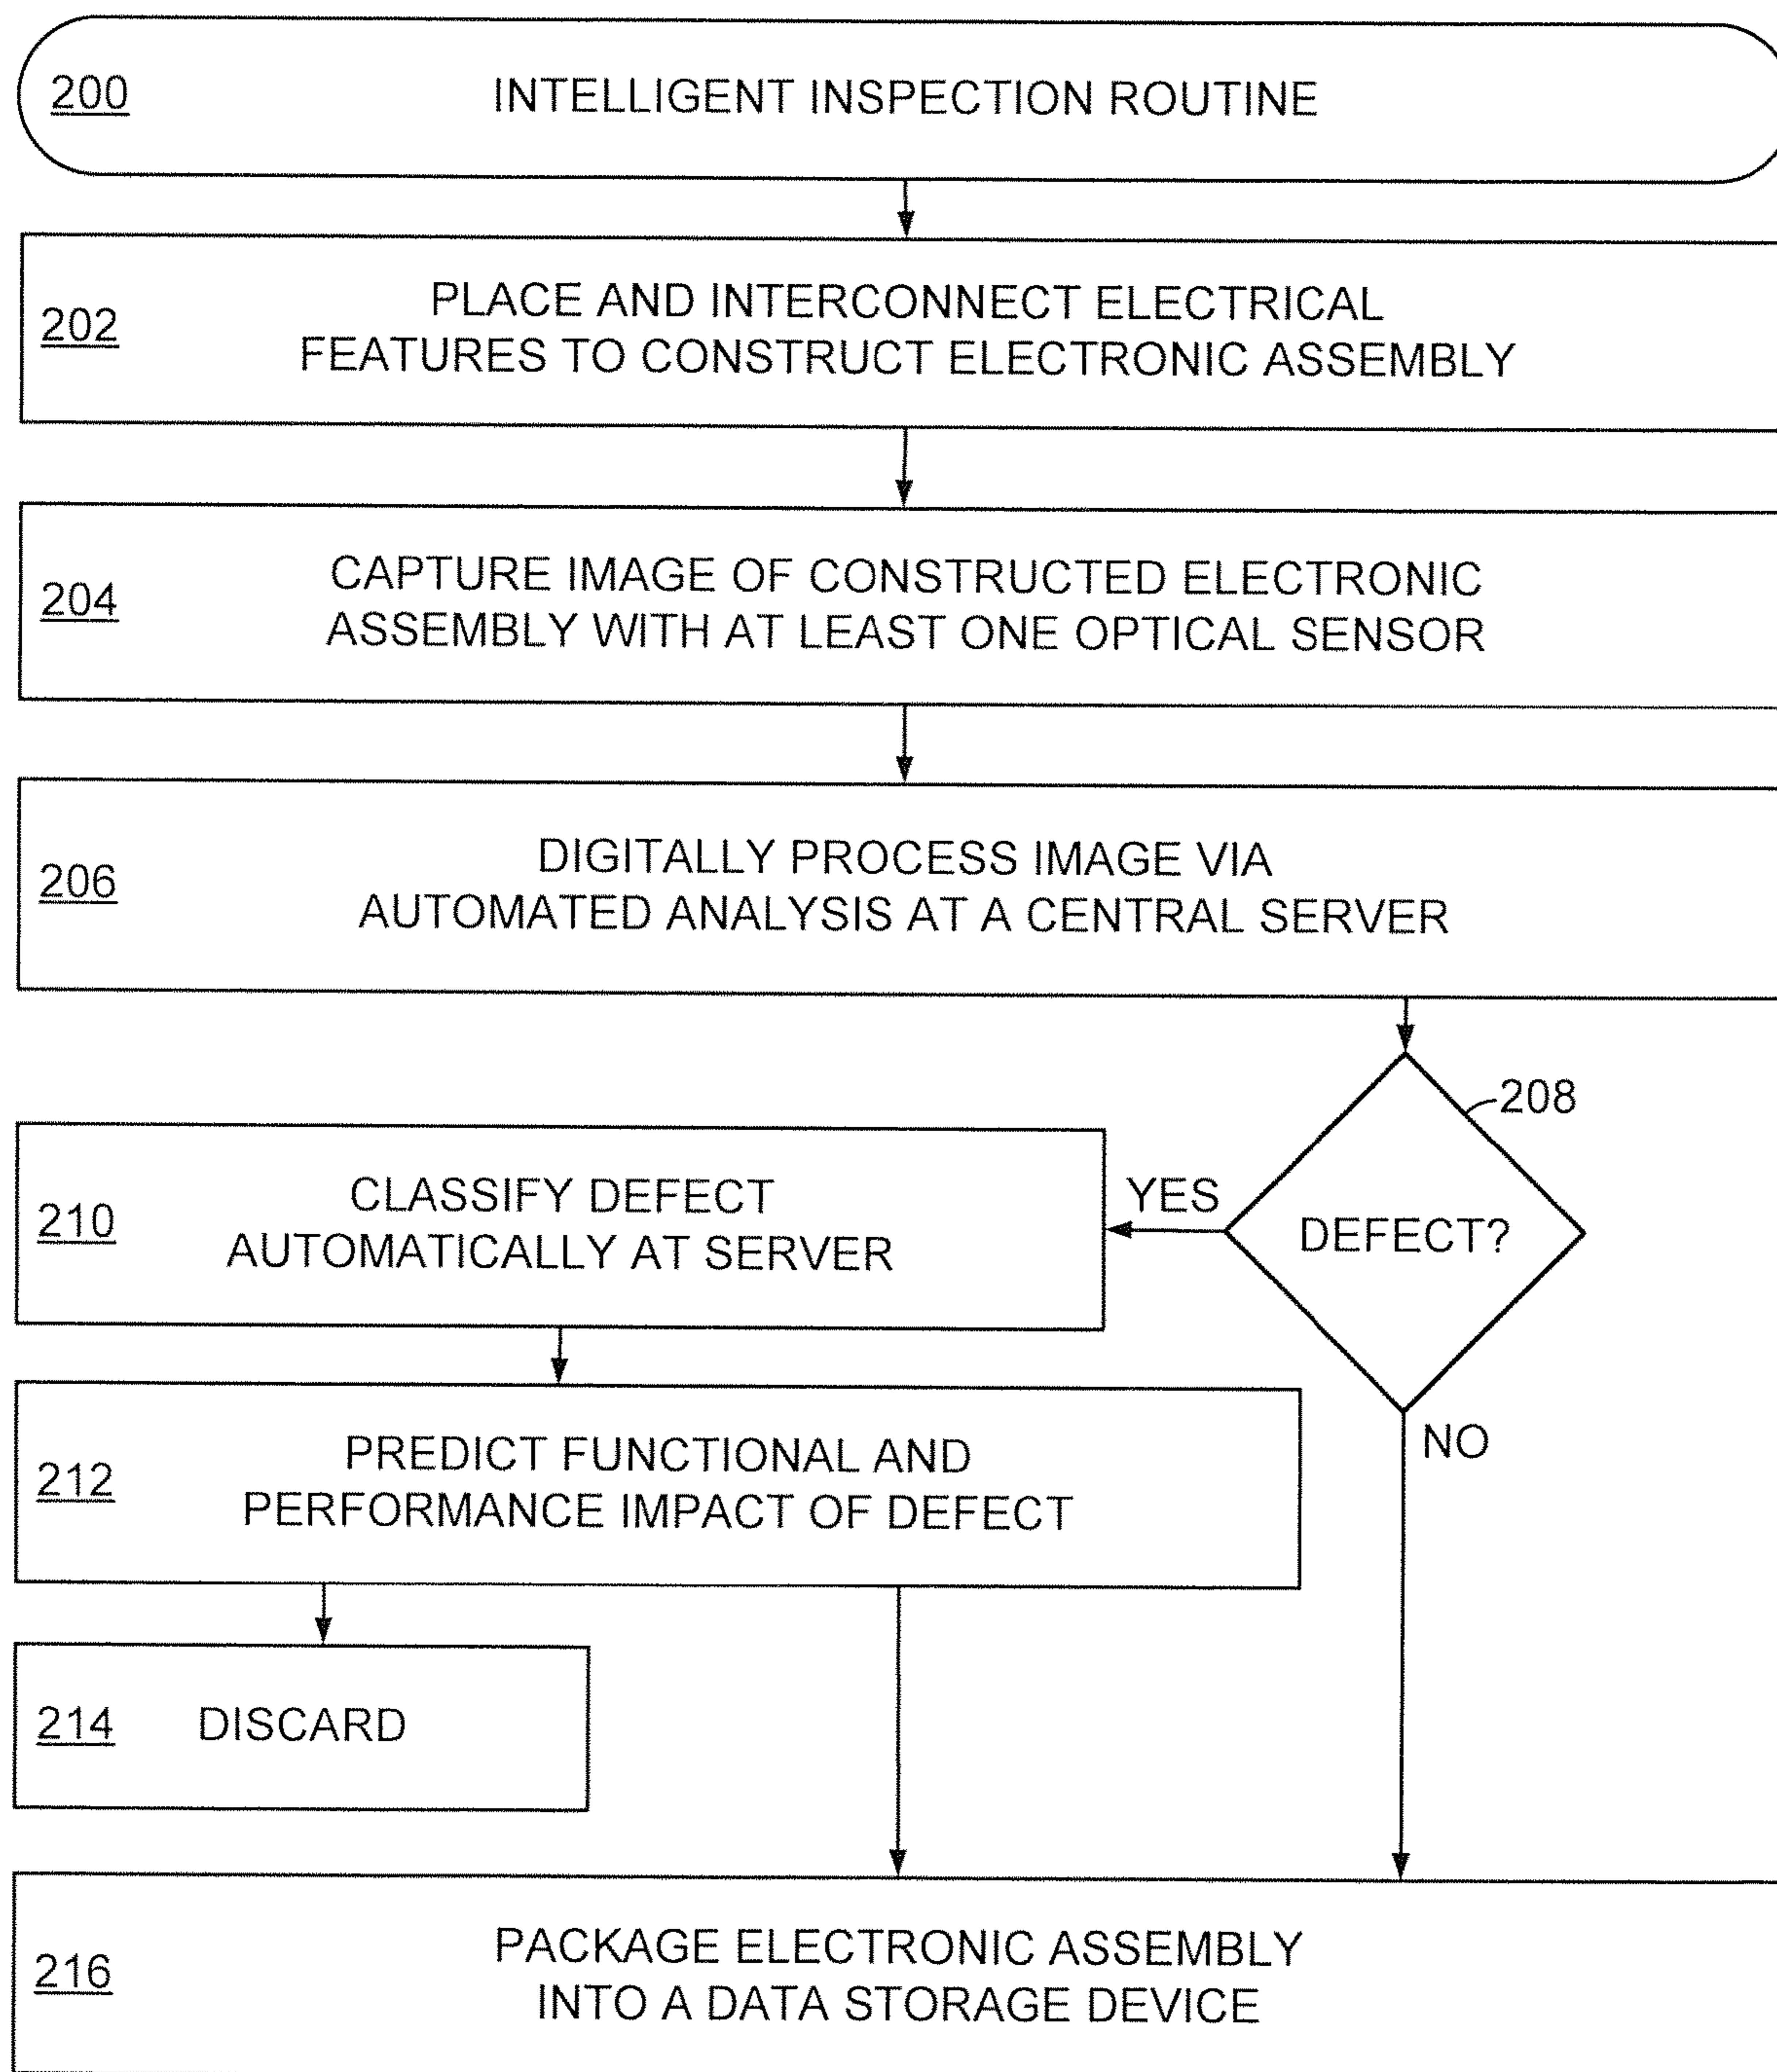 200 INTELLIGENT INSPECTION ROUTINE
202 PLACE AND INTERCONNECT ELECTRICAL
FEATURES TO CONSTRUCT ELECTRONIC ASSEMBLY
204 CAPTURE IMAGE OF CONSTRUCTED ELECTRONIC
ASSEMBLY WITH AT LEAST ONE OPTICAL SENSOR
206 DIGITALLY PROCESS IMAGE VIA
AUTOMATED ANALYSIS AT A CENTRAL SERVER
208
DEFECT?
YES
NO
210 CLASSIFY DEFECT
AUTOMATICALLY AT SERVER
212 PREDICT FUNCTIONAL AND
PERFORMANCE IMPACT OF DEFECT
214 DISCARD
216 PACKAGE ELECTRONIC ASSEMBLY
INTO A DATA STORAGE DEVICE